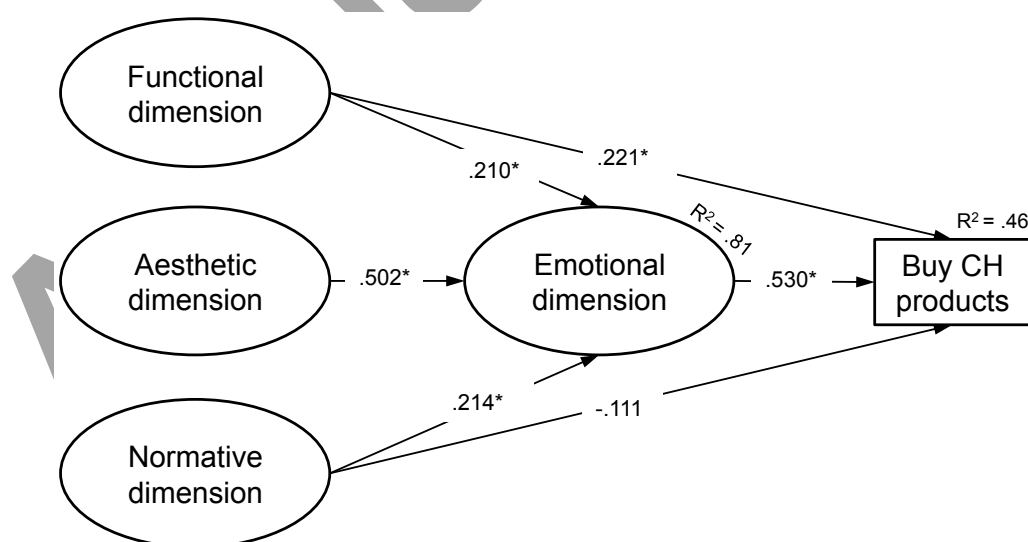 Functional
dimension
.210*
.221*
Aesthetic
dimension
.502*
Emotional
dimension
R² = .81
.530*
R² = .46
Buy CH
products
Normative
dimension
.214*
-.111